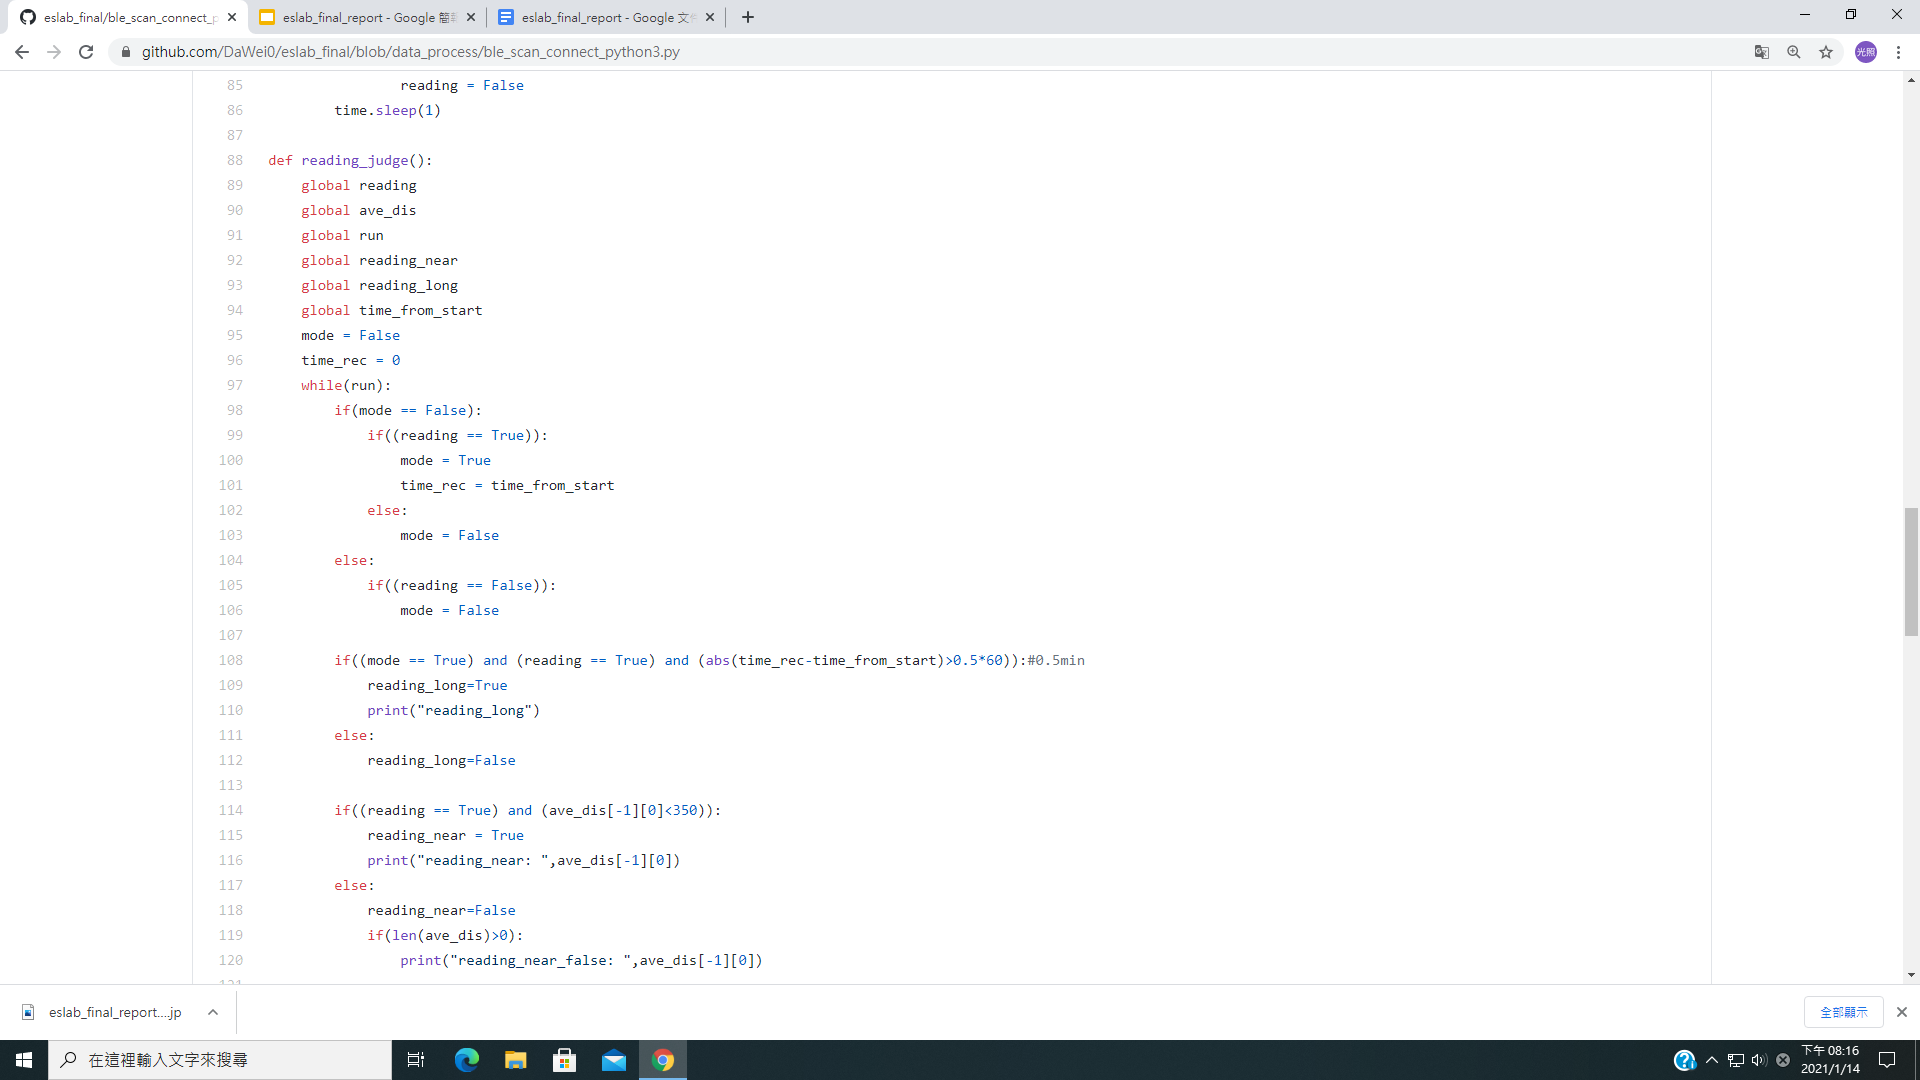 eslab_final/ble_scan_connect_p
eslab_final_report - Google 簡
eslab_final_report - Google 文
github.com/DaWei0/eslab_final/blob/data_process/ble_scan_connect_python3.py
光照
85 reading = False
86 time.sleep(1)
87
88 def reading_judge():
89 global reading
90 global ave_dis
91 global run
92 global reading_near
93 global reading_long
94 global time_from_start
95 mode = False
96 time_rec = 0
97 while(run):
98 if(mode == False):
99 if((reading == True)):
100 mode = True
101 time_rec = time_from_start
102 else:
103 mode = False
104 else:
105 if((reading == False)):
106 mode = False
107
108 if((mode == True) and (reading == True) and (abs(time_rec-time_from_start)>0.5*60)):#0.5min
109 reading_long=True
110 print("reading_long")
111 else:
112 reading_long=False
113
114 if((reading == True) and (ave_dis[-1][0]<350)):
115 reading_near = True
116 print("reading_near: ",ave_dis[-1][0])
117 else:
118 reading_near=False
119 if(len(ave_dis)>0):
120 print("reading_near_false: ",ave_dis[-1][0])
eslab_final_report....jp
全部顯示
在這裡輸入文字來搜尋
下午 08:16
2021/1/14